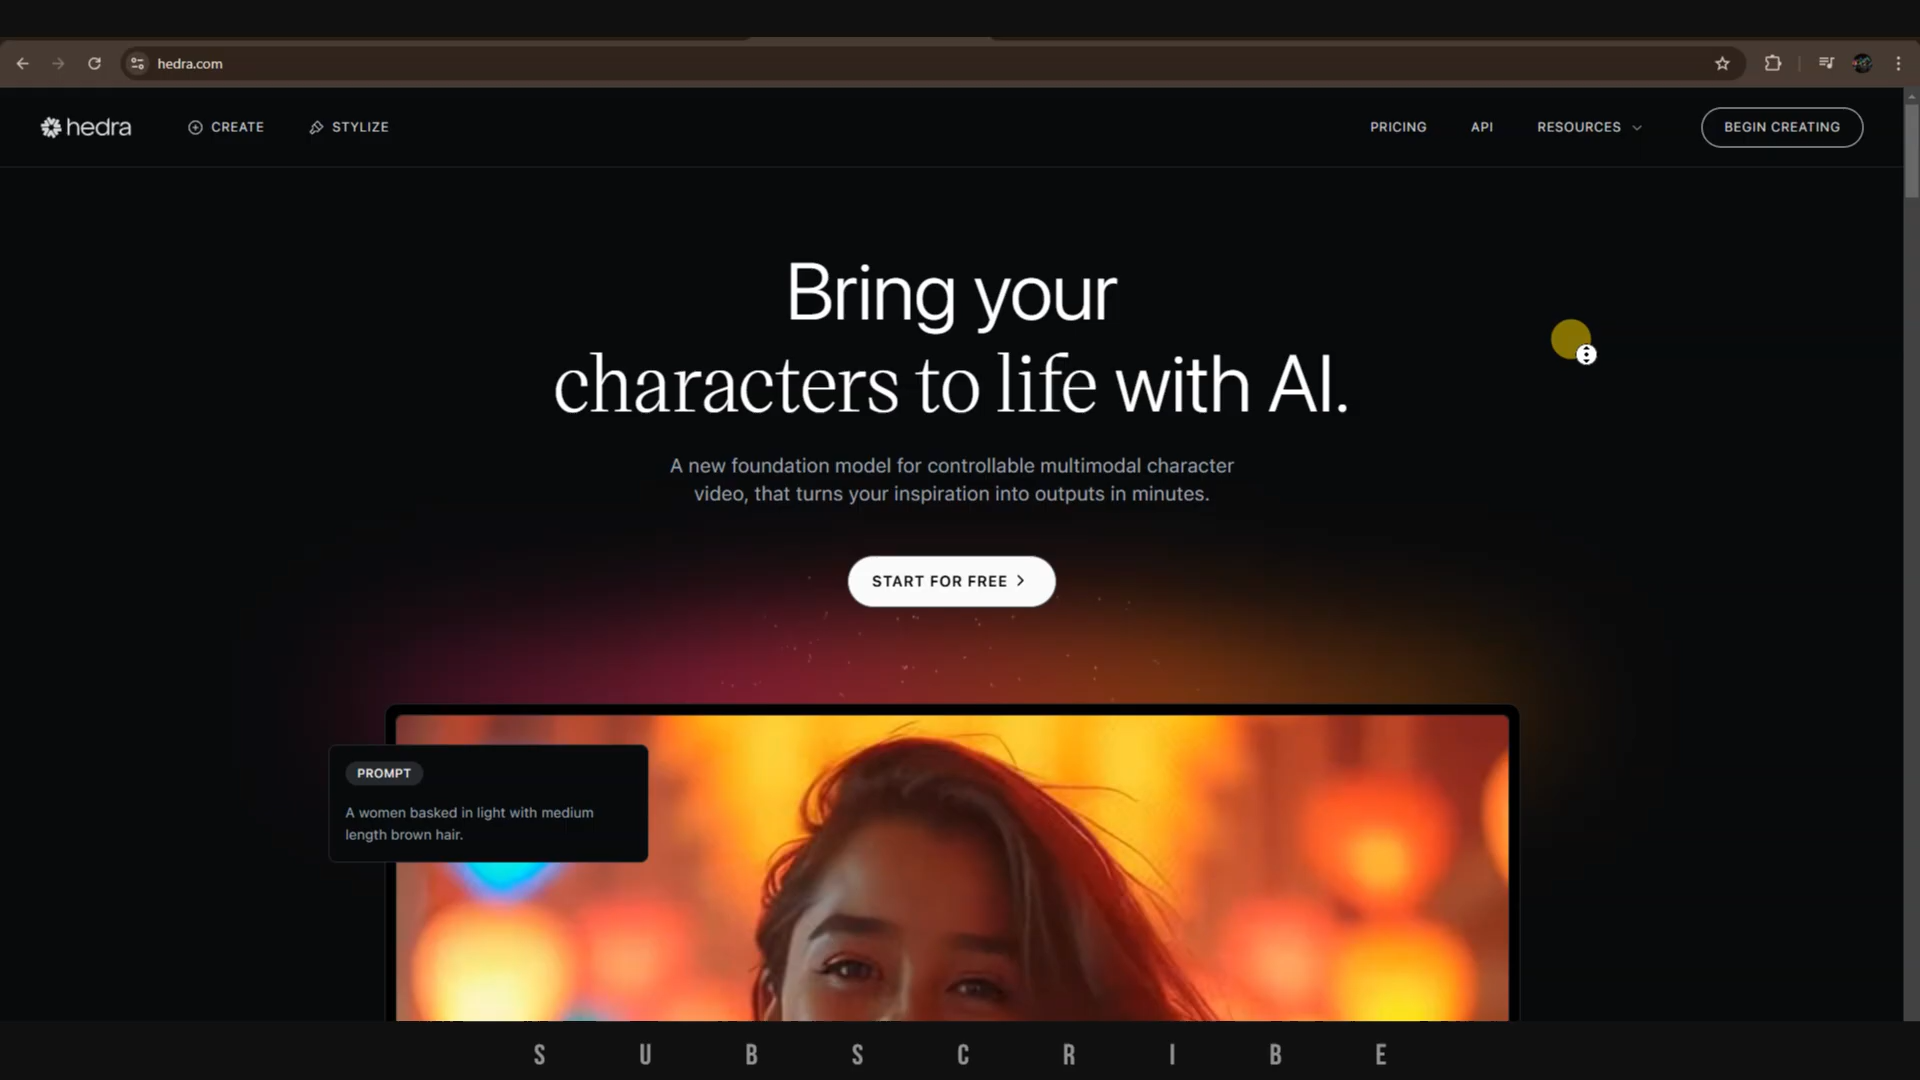 hedra.com
hedra
CREATE
STYLIZE
PRICING
API
RESOURCES
BEGIN CREATING
Bring your
characters to life with AI.
A new foundation model for controllable multimodal character
video, that turns your inspiration into outputs in minutes.
START FOR FREE
PROMPT
A women basked in light with medium
length brown hair.
SUBSCRIBE